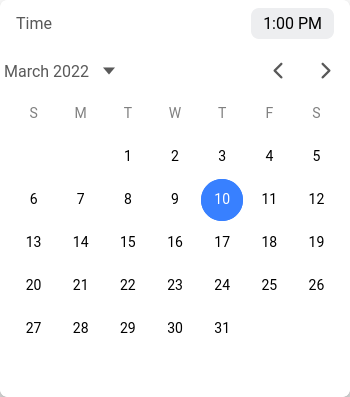 Time 1:00 PM
March 2022
S M T W T F S
1 2 3 4 5
6 7 8 9 10 11 12
13 14 15 16 17 18 19
20 21 22 23 24 25 26
27 28 29 30 31